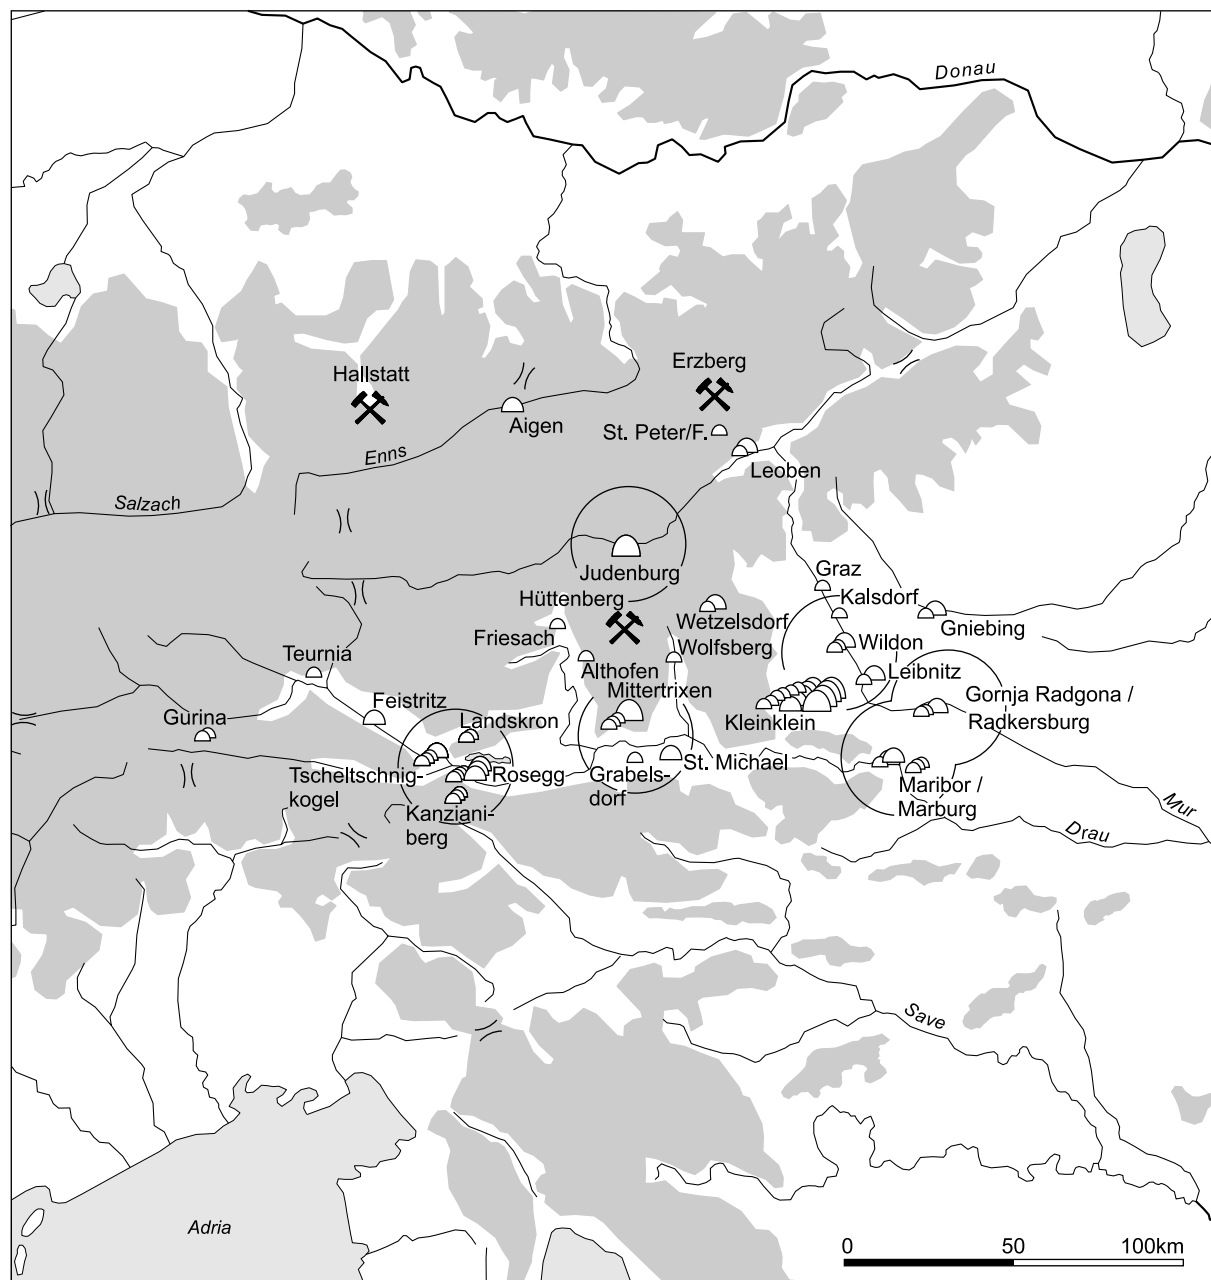 Donau
Hallstatt
Erzberg
Aigen
St. Peter/F.
Enns
Leoben
Salzach
Judenburg
Graz
Hüttenberg
Kalsdorf
Friesach
Wetzelsdorf
Gniebing
Wolfsberg
Wildon
Teurnia
Althofen
Leibnitz
Mittertrixen
Feistritz
Gornja Radgona /
Radkersburg
Gurina
Landskron
Kleinklein
Tscheltschnig-
kogel
Rosegg
Grabels-
dorf
St. Michael
Maribor /
Marburg
Kanziani-
berg
Mur
Drau
Save
Adria
0 50 100km